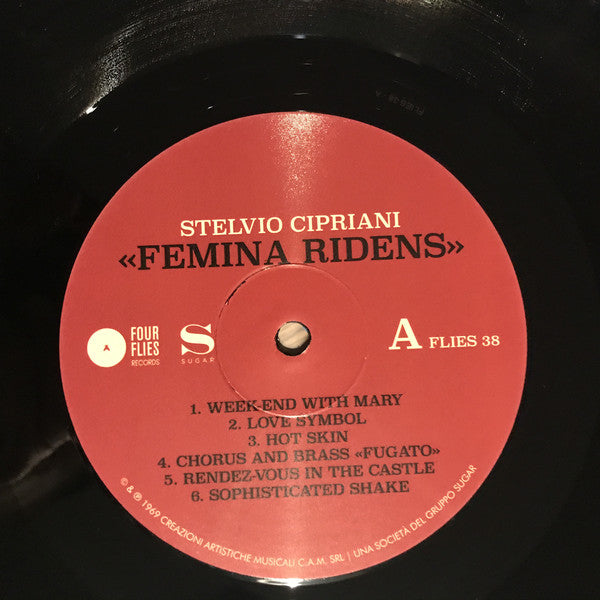 STELVIO CIPRIANI
«FEMINA RIDENS»
A
FOUR
FLIES
RECORDS
S
SUGAR
A FLIES 38
1. WEEK-END WITH MARY
2. LOVE SYMBOL
3. HOT SKIN
4. CHORUS AND BRASS «FUGATO»
5. RENDEZ-VOUS IN THE CASTLE
6. SOPHISTICATED SHAKE
© & ℗ 1969 CREAZIONI ARTISTICHE MUSICALI C.A.M. SRL | UNA SOCIETÀ DEL GRUPPO SUGAR